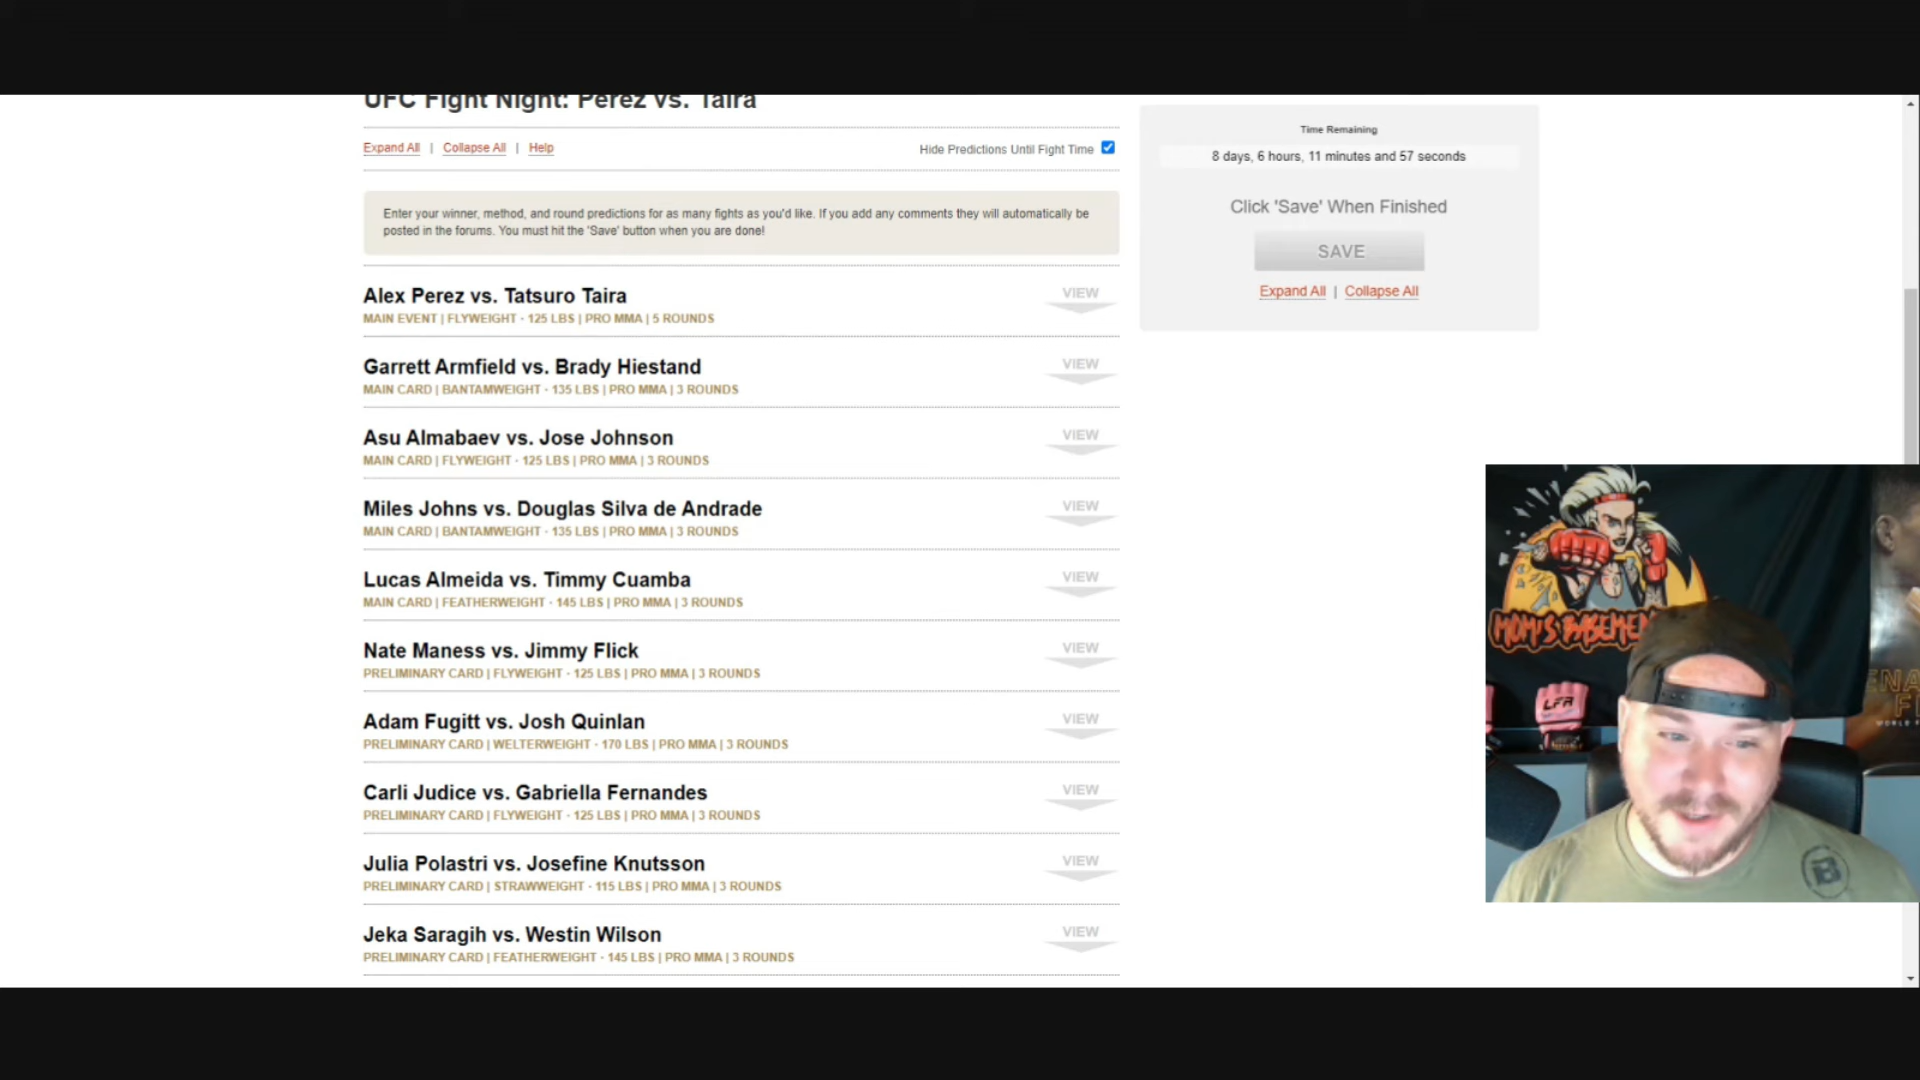 UFC Fight Night: Perez vs. Taira
Expand All | Collapse All | Help
Hide Predictions Until Fight Time
Enter your winner, method, and round predictions for as many fights as you'd like. If you add any comments they will automatically be
posted in the forums. You must hit the 'Save' button when you are done!
Alex Perez vs. Tatsuro Taira
VIEW
MAIN EVENT | FLYWEIGHT · 125 LBS | PRO MMA | 5 ROUNDS
Garrett Armfield vs. Brady Hiestand
VIEW
MAIN CARD | BANTAMWEIGHT · 135 LBS | PRO MMA | 3 ROUNDS
Asu Almabaev vs. Jose Johnson
VIEW
MAIN CARD | FLYWEIGHT · 125 LBS | PRO MMA | 3 ROUNDS
Miles Johns vs. Douglas Silva de Andrade
VIEW
MAIN CARD | BANTAMWEIGHT · 135 LBS | PRO MMA | 3 ROUNDS
Lucas Almeida vs. Timmy Cuamba
VIEW
MAIN CARD | FEATHERWEIGHT · 145 LBS | PRO MMA | 3 ROUNDS
Nate Maness vs. Jimmy Flick
VIEW
PRELIMINARY CARD | FLYWEIGHT · 125 LBS | PRO MMA | 3 ROUNDS
Adam Fugitt vs. Josh Quinlan
VIEW
PRELIMINARY CARD | WELTERWEIGHT · 170 LBS | PRO MMA | 3 ROUNDS
Carli Judice vs. Gabriella Fernandes
VIEW
PRELIMINARY CARD | FLYWEIGHT · 125 LBS | PRO MMA | 3 ROUNDS
Julia Polastri vs. Josefine Knutsson
VIEW
PRELIMINARY CARD | STRAWWEIGHT · 115 LBS | PRO MMA | 3 ROUNDS
Jeka Saragih vs. Westin Wilson
VIEW
PRELIMINARY CARD | FEATHERWEIGHT · 145 LBS | PRO MMA | 3 ROUNDS
Time Remaining
8 days, 6 hours, 11 minutes and 57 seconds
Click 'Save' When Finished
SAVE
Expand All | Collapse All
MOM'S BASEMEN
LFA
B